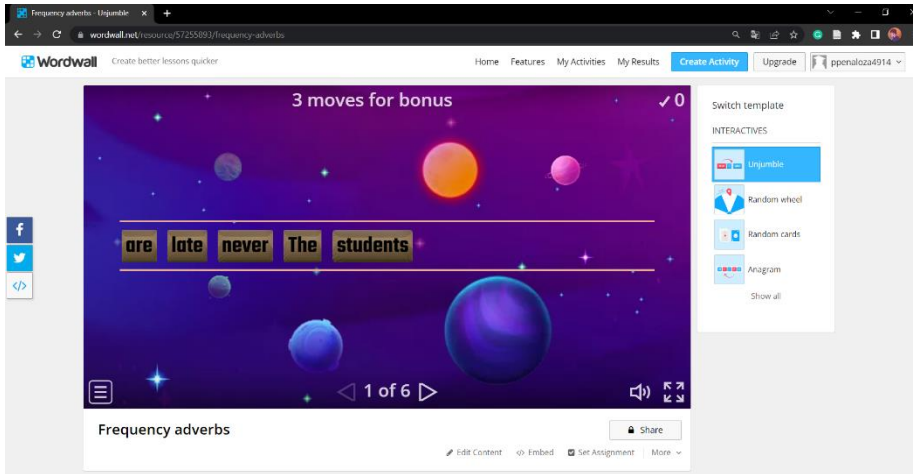 Frequency adverbs - Unjumble
wordwall.net/resource/57255893/frequency-adverbs
Wordwall Create better lessons quicker Home Features My Activities My Results Create Activity Upgrade ppenaloza4914
3 moves for bonus 0
are late never The students
1 of 6
Switch template
INTERACTIVES
Unjumble
Random wheel
Random cards
Anagram
Show all
Frequency adverbs Share
Edit Content Embed Set Assignment More